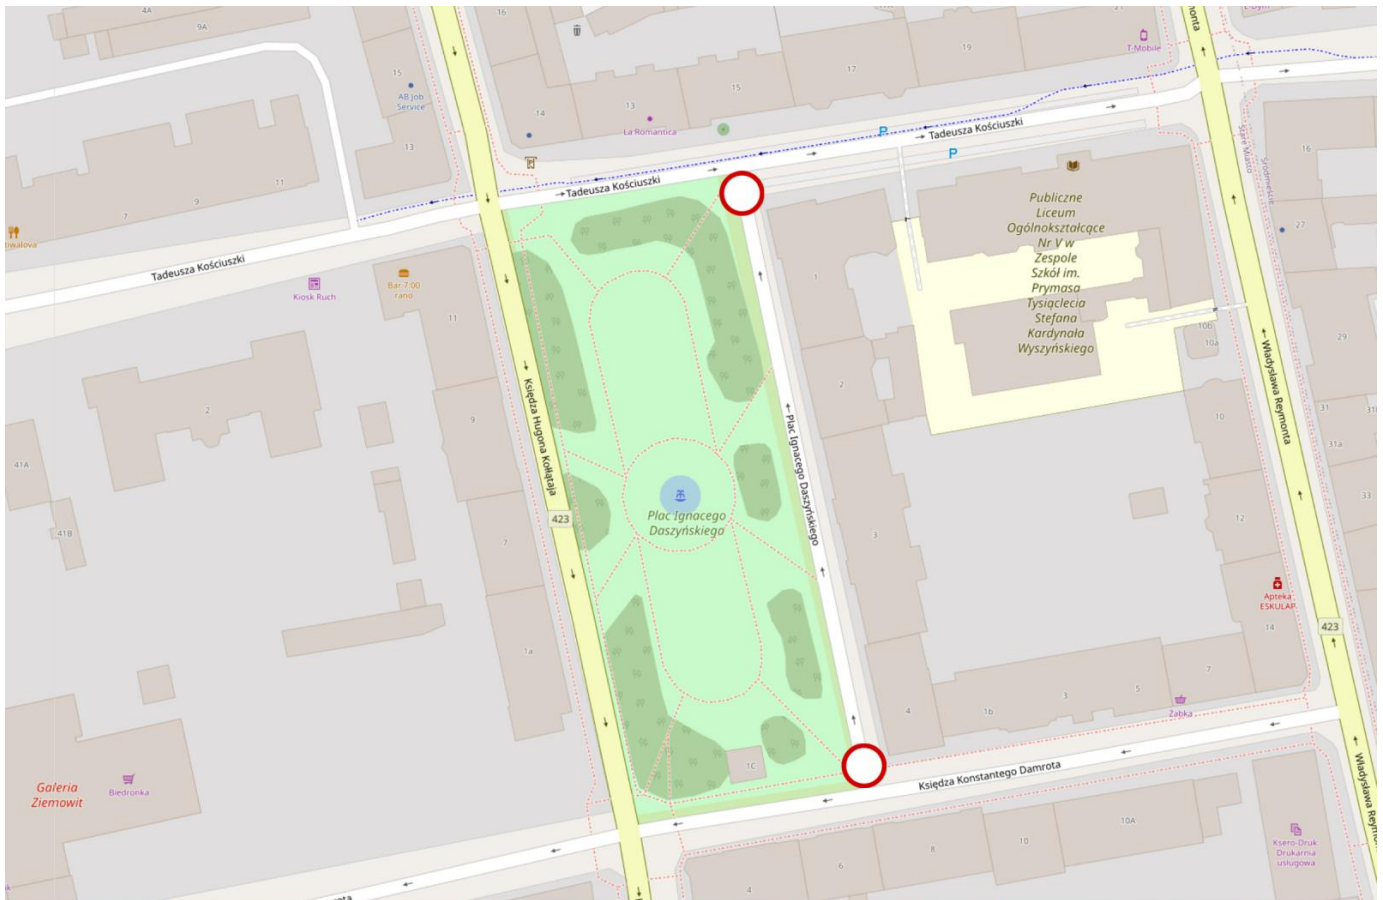 4A
9A
16
15
AB Job
Service
13
11
9
7
14
13
La Romantica
15
17
19
T-Mobile
P
P
Tadeusza Kościuszki
Tadeusza Kościuszki
Tadeusza Kościuszki
Kiosk Ruch
Bar 7:00
rano
11
9
7
1a
2
41A
41B
Księdza Hugona Kołłątaja
423
Plac Ignacego
Daszyńskiego
Plac Ignacego Daszyńskiego
1
2
3
4
1C
Publiczne
Liceum
Ogólnokształcące
Nr V w
Zespole
Szkół im.
Prymasa
Tysiąclecia
Stefana
Kardynała
Wyszyńskiego
10b
10a
10
12
14
Władysława Reymonta
Stare Miasto
Śródmieście
16
27
29
31
31a
33
Apteka
ESKULAP
423
1b
3
5
7
Żabka
Księdza Konstantego Damrota
4
6
8
10
10A
Ksero-Druk
Drukarnia
usługowa
Galeria
Ziemowit
Biedronka